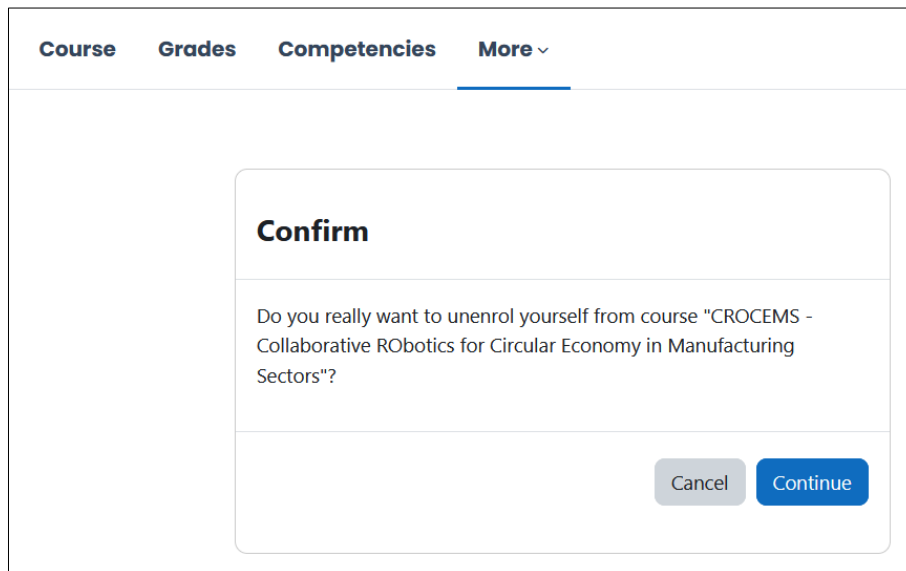 Course Grades Competencies More
Confirm
Do you really want to unenrol yourself from course "CROCEMS -
Collaborative RObotics for Circular Economy in Manufacturing
Sectors"?
Cancel Continue